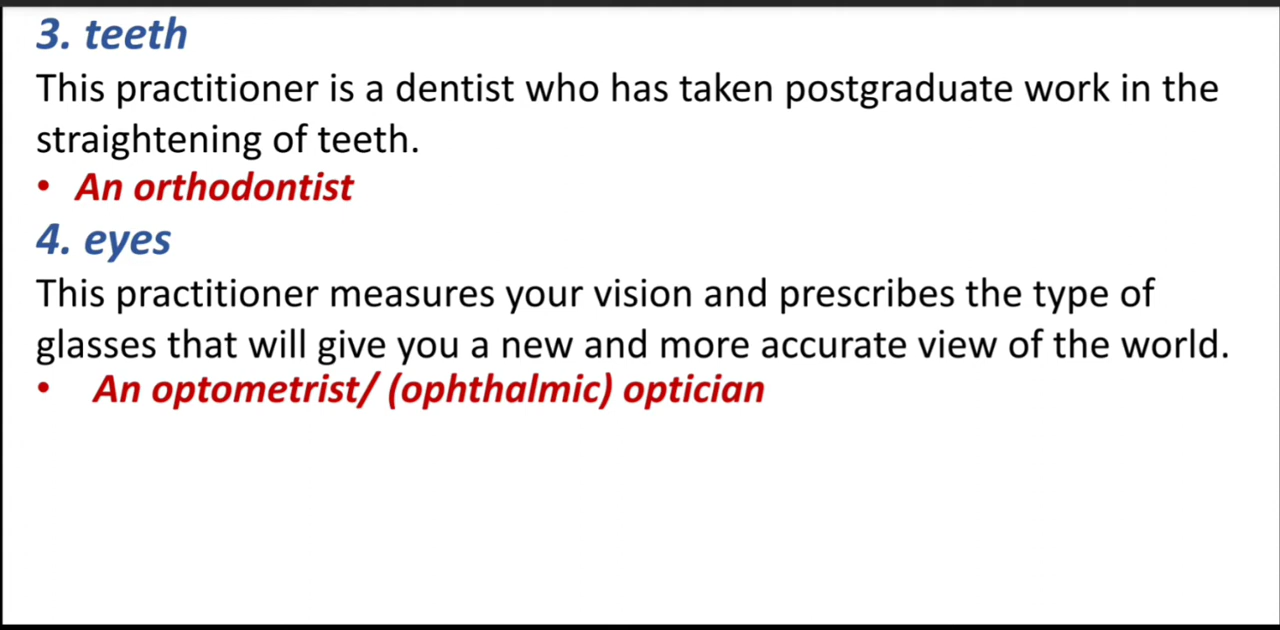 3. teeth
This practitioner is a dentist who has taken postgraduate work in the
straightening of teeth.
• An orthodontist
4. eyes
This practitioner measures your vision and prescribes the type of
glasses that will give you a new and more accurate view of the world.
• An optometrist/ (ophthalmic) optician